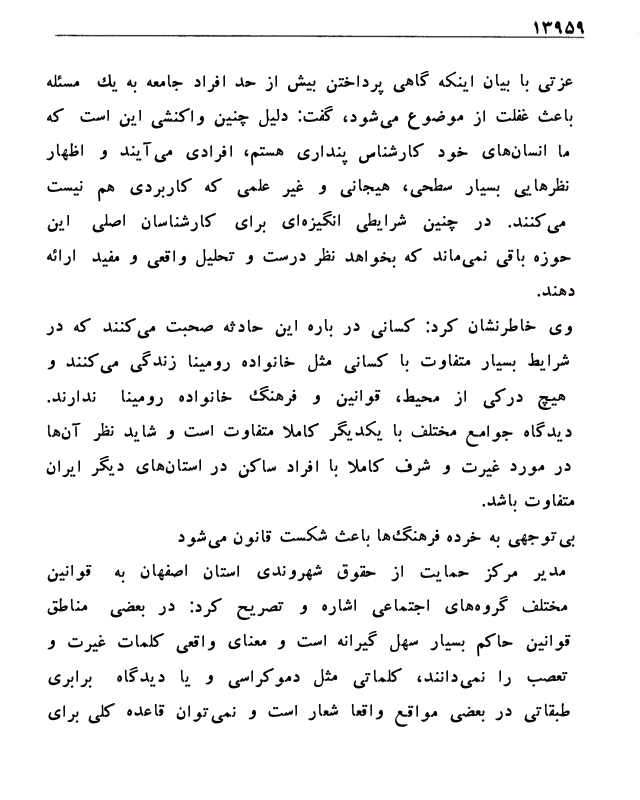 ۱۳۹۵۹
عزتی با بیان اینکه گاهی پرداختن بیش از حد افراد جامعه به یك مسئله
باعث غفلت از موضوع می‌شود، گفت: دلیل چنین واکنشی این است که
ما انسان‌های خود کارشناس پنداری هستم، افرادی می‌آیند و اظهار
نظرهایی بسیار سطحی، هیجانی و غیر علمی که کاربردی هم نیست
می‌کنند. در چنین شرایطی انگیزه‌ای برای کارشناسان اصلی این
حوزه باقی نمی‌ماند که بخواهد نظر درست و تحلیل واقعی و مفید ارائه
دهند.
وی خاطرنشان کرد: کسانی در باره این حادثه صحبت می‌کنند که در
شرایط بسیار متفاوت با کسانی مثل خانواده رومینا زندگی می‌کنند و
هیچ درکی از محیط، قوانین و فرهنگ خانواده رومینا ندارند.
دیدگاه جوامع مختلف با یکدیگر کاملا متفاوت است و شاید نظر آن‌ها
در مورد غیرت و شرف کاملا با افراد ساکن در استان‌های دیگر ایران
متفاوت باشد.
بی‌توجهی به خرده فرهنگ‌ها باعث شکست قانون می‌شود
مدیر مرکز حمایت از حقوق شهروندی استان اصفهان به قوانین
مختلف گروه‌های اجتماعی اشاره و تصریح کرد: در بعضی مناطق
قوانین حاکم بسیار سهل گیرانه است و معنای واقعی کلمات غیرت و
تعصب را نمی‌دانند، کلماتی مثل دموکراسی و یا دیدگاه برابری
طبقاتی در بعضی مواقع واقعا شعار است و نمی‌توان قاعده کلی برای